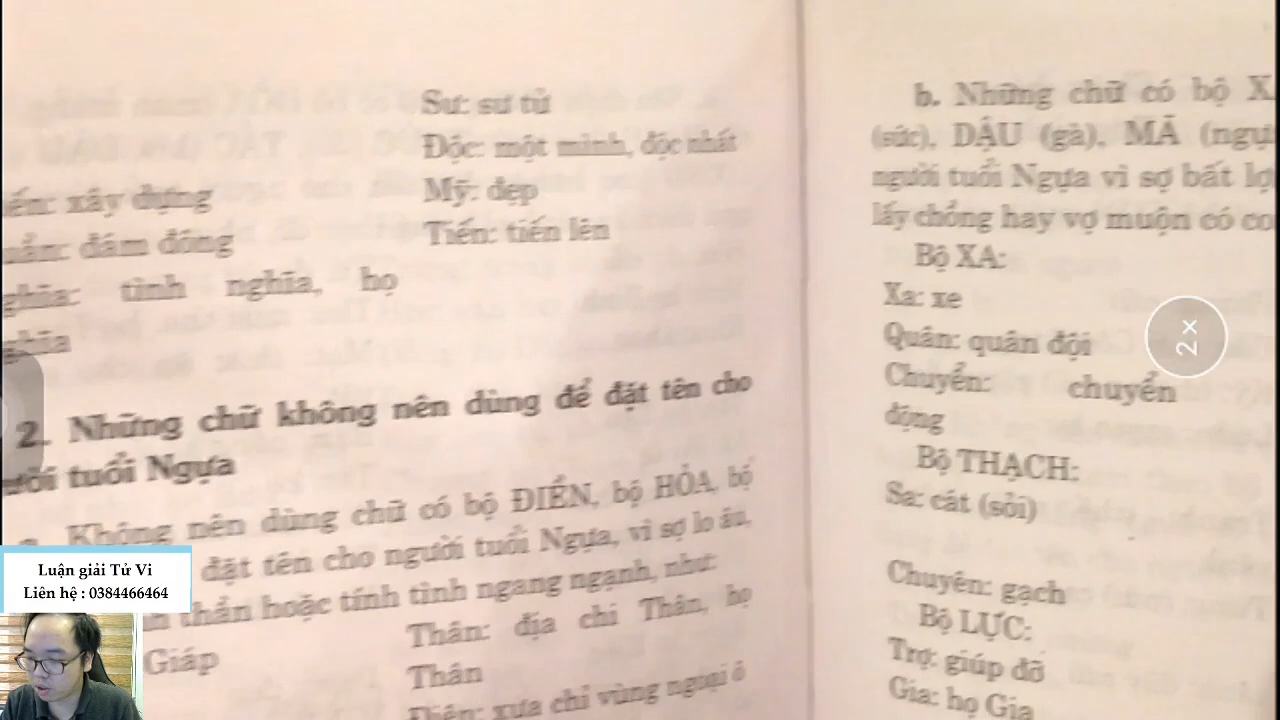 Sư: sư tử
Độc: một mình, độc nhất
xây dựng
Mỹ: đẹp
đám đông
Tiến: tiến lên
tình nghĩa, họ
2. Những chữ không nên dùng để đặt tên cho
tuổi Ngựa
Không nên dùng chữ có bộ ĐIỀN, bộ HỎA, bộ
đặt tên cho người tuổi Ngựa, vì sợ lo âu,
thần hoặc tính tình ngang ngạnh, như:
Giáp
Thân: địa chi Thân, họ
Thân
Điện: xưa chỉ vùng ngoại ô
b. Những chữ có bộ
(sức), DẬU (gà), MÃ
người tuổi Ngựa vì sợ bất
lấy chồng hay vợ muộn có
Bộ XA:
Xa: xe
Quân: quân đội
Chuyển: chuyển
động
Bộ THẠCH:
Sa: cát (sỏi)
Chuyên: gạch
Bộ LỰC:
Trợ: giúp đỡ
Gia: họ Gia
2×
Luận giải Tử Vi
Liên hệ : 0384466464